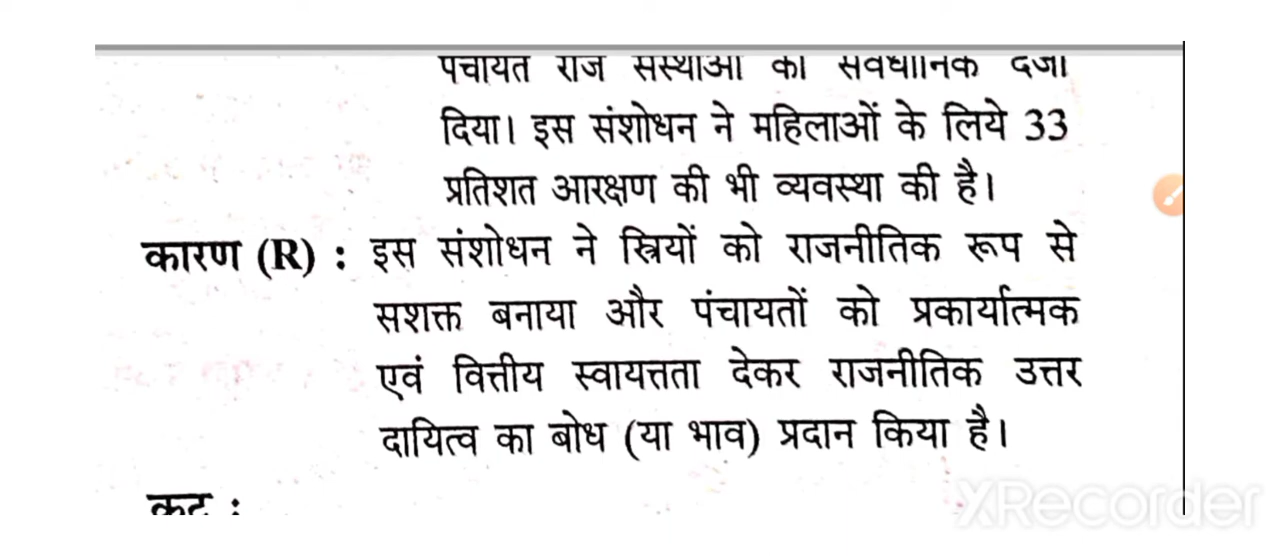 पंचायत राज संस्थाओं को संवैधानिक दर्जा
दिया। इस संशोधन ने महिलाओं के लिये 33
प्रतिशत आरक्षण की भी व्यवस्था की है।
कारण (R) : इस संशोधन ने स्त्रियों को राजनीतिक रूप से
सशक्त बनाया और पंचायतों को प्रकार्यात्मक
एवं वित्तीय स्वायत्तता देकर राजनीतिक उत्तर
दायित्व का बोध (या भाव) प्रदान किया है।
कूट :
XRecorder